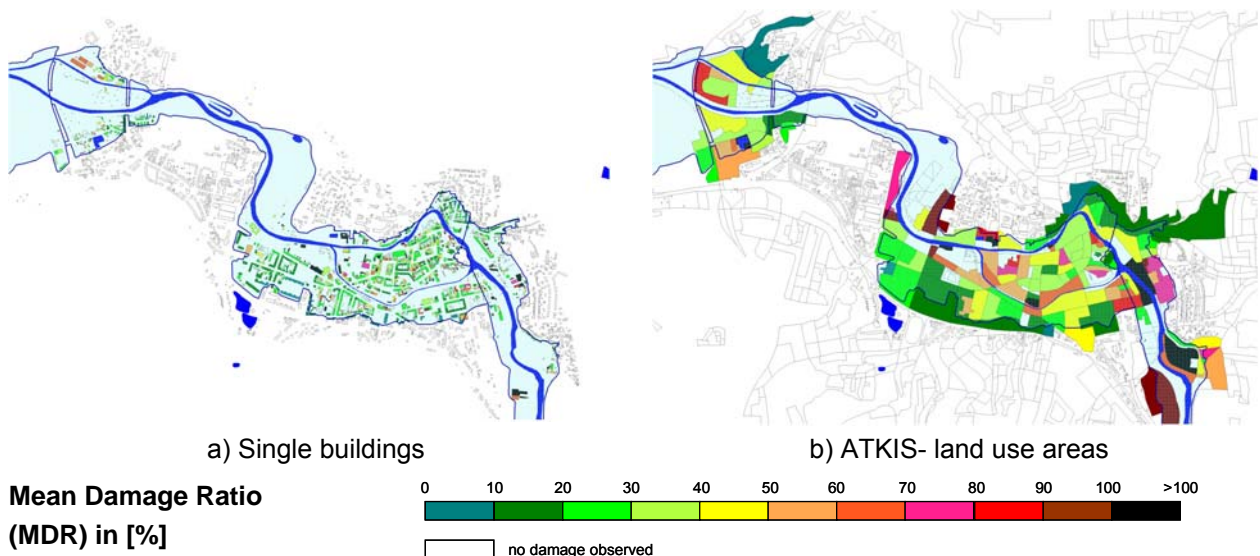 a) Single buildings
b) ATKIS- land use areas
Mean Damage Ratio
(MDR) in [%]
0 10 20 30 40 50 60 70 80 90 100 >100
no damage observed